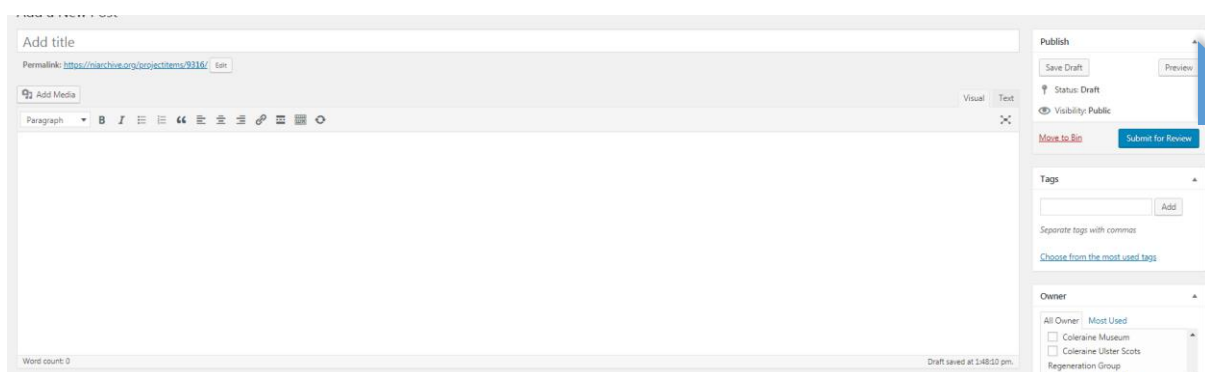 Add a New Post
Add title
Permalink: https://niarchive.org/projectitems/9316/ Edit
Add Media
Visual Text
Paragraph B I
Word count: 0
Draft saved at 1:48:10 pm.
Publish
Save Draft Preview
Status: Draft
Visibility: Public
Move to Bin Submit for Review
Tags
Add
Separate tags with commas
Choose from the most used tags
Owner
All Owner Most Used
Coleraine Museum
Coleraine Ulster Scots
Regeneration Group